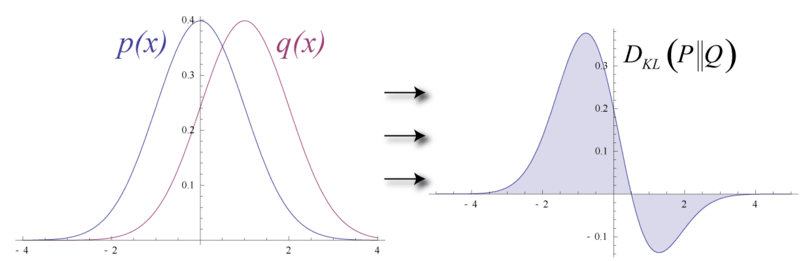 p(x) q(x)
0.4
0.3
0.2
0.1
- 4 - 2 2 4
D_KL (P||Q)
0.3
0.2
0.1
- 4 - 2 2 4
- 0.1